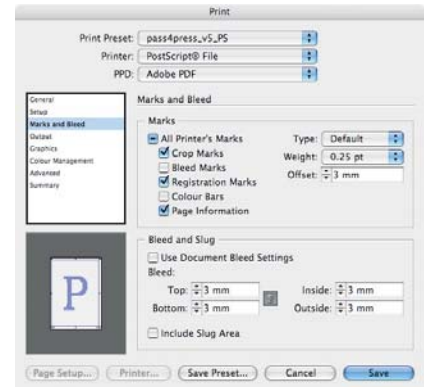 Print
Print Preset: pass4press_v5_PS
Printer: PostScript® File
PPD: Adobe PDF
General
Setup
Marks and Bleed
Output
Graphics
Colour Management
Advanced
Summary
Marks and Bleed
Marks
All Printer's Marks Type: Default
Crop Marks Weight: 0.25 pt
Bleed Marks Offset: 3 mm
Registration Marks
Colour Bars
Page Information
Bleed and Slug
Use Document Bleed Settings
Bleed:
Top: 3 mm Inside: 3 mm
Bottom: 3 mm Outside: 3 mm
Include Slug Area
P
Page Setup... Printer... Save Preset... Cancel Save